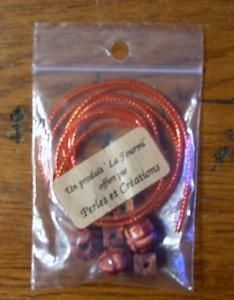 Un produit " La Fourmi "
offert par
Perles et Créations